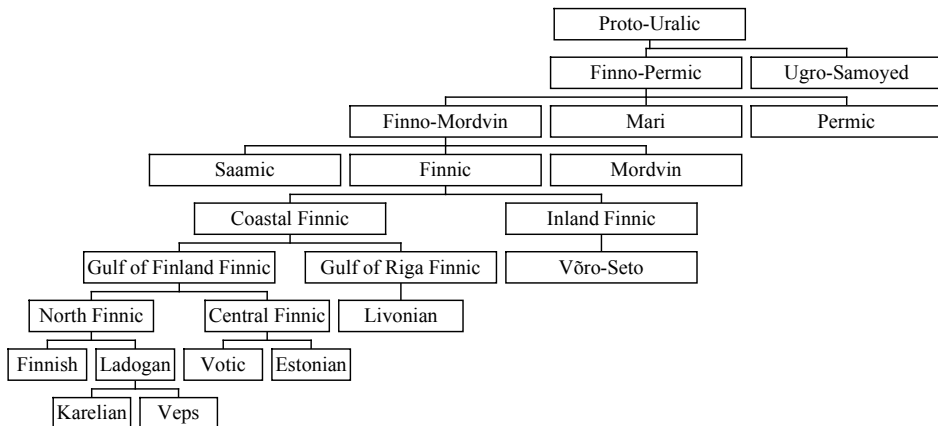 Proto-Uralic
Finno-Permic
Ugro-Samoyed
Finno-Mordvin
Mari
Permic
Saamic
Finnic
Mordvin
Coastal Finnic
Inland Finnic
Gulf of Finland Finnic
Gulf of Riga Finnic
Võro-Seto
North Finnic
Central Finnic
Livonian
Finnish
Ladogan
Votic
Estonian
Karelian
Veps